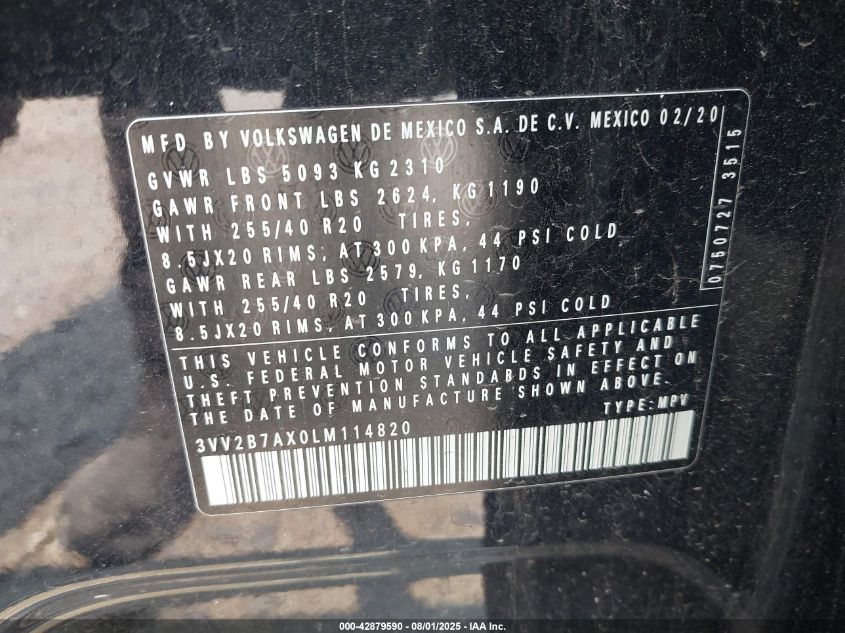 MFD. BY VOLKSWAGEN DE MEXICO S.A. DE C.V. MEXICO 02/20
GVWR LBS 5093 KG 2310
GAWR FRONT LBS 2624, KG 1190
WITH 255/40 R20 TIRES,
8.5JX20 RIMS, AT 300 KPA, 44 PSI COLD
GAWR REAR LBS 2579, KG 1170
WITH 255/40 R20 TIRES,
8.5JX20 RIMS, AT 300 KPA, 44 PSI COLD
0750727 3515
THIS VEHICLE CONFORMS TO ALL APPLICABLE
U.S. FEDERAL MOTOR VEHICLE SAFETY AND
THEFT PREVENTION STANDARDS IN EFFECT ON
THE DATE OF MANUFACTURE SHOWN ABOVE.
3VV2B7AX0LM114820 TYPE:MPV
000-42879590 - 08/01/2025 - IAA Inc.